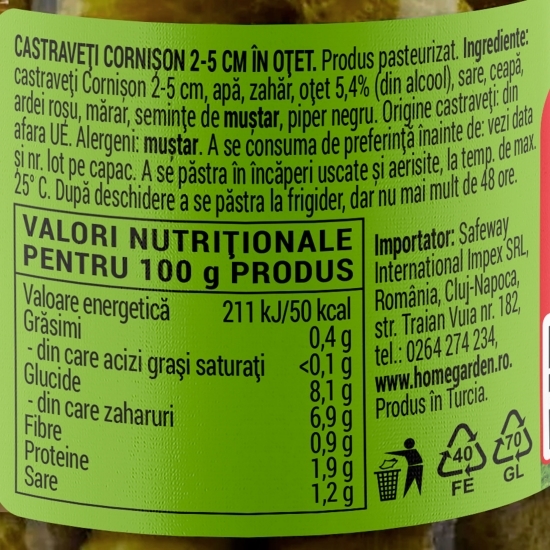 CASTRAVEȚI CORNIȘON 2-5 CM ÎN OȚET. Produs pasteurizat. Ingrediente:
castraveți Cornișon 2-5 cm, apă, zahăr, oțet 5,4% (din alcool), sare, ceapă,
ardei roșu, mărar, semințe de muștar, piper negru. Origine castraveți: din
afara UE. Alergeni: muștar. A se consuma de preferință înainte de: vezi data
și nr. lot pe capac. A se păstra în încăperi uscate și aerisite, la temp. de max.
25° C. După deschidere a se păstra la frigider, dar nu mai mult de 48 ore.
VALORI NUTRIȚIONALE
PENTRU 100 g PRODUS
Valoare energetică 211 kJ/50 kcal
Grăsimi 0,4 g
- din care acizi grași saturați <0,1 g
Glucide 8,1 g
- din care zaharuri 6,9 g
Fibre 0,9 g
Proteine 1,9 g
Sare 1,2 g
Importator: Safeway
International Impex SRL,
România, Cluj-Napoca,
str. Traian Vuia nr. 182,
tel.: 0264 274 234,
www.homegarden.ro.
Produs în Turcia.
40
FE
70
GL